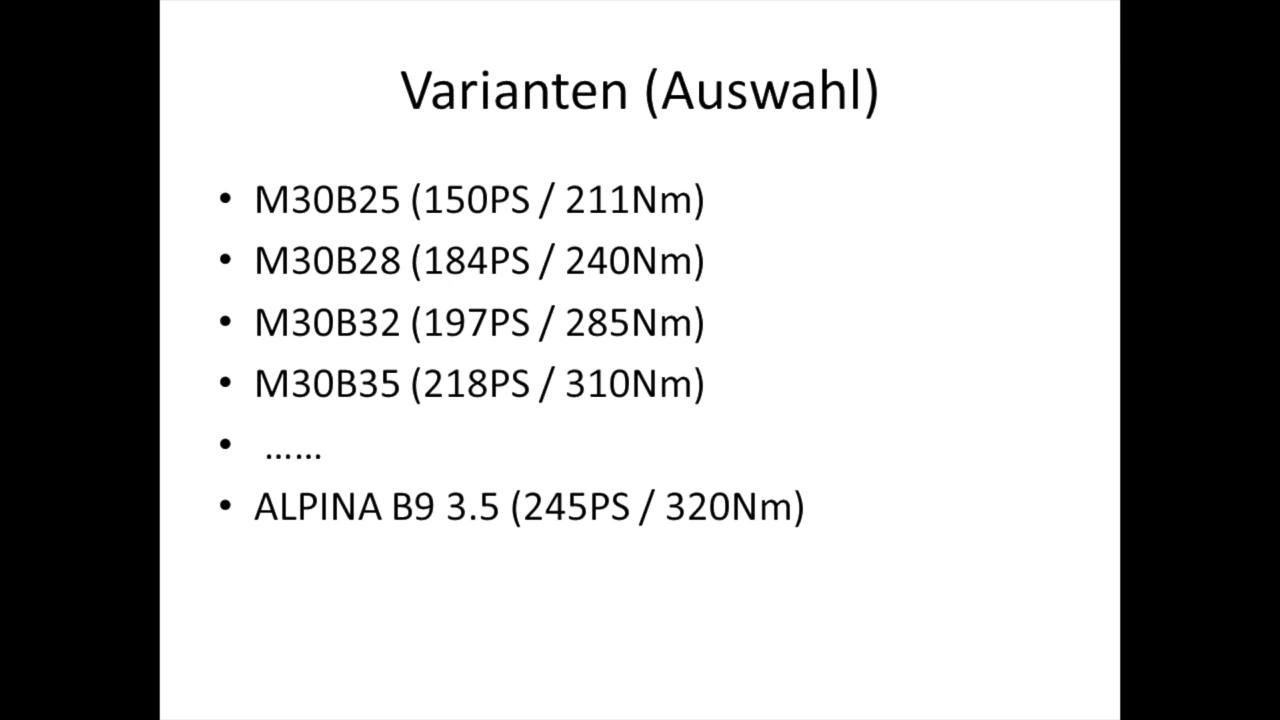 Varianten (Auswahl)
• M30B25 (150PS / 211Nm)
• M30B28 (184PS / 240Nm)
• M30B32 (197PS / 285Nm)
• M30B35 (218PS / 310Nm)
• ......
• ALPINA B9 3.5 (245PS / 320Nm)